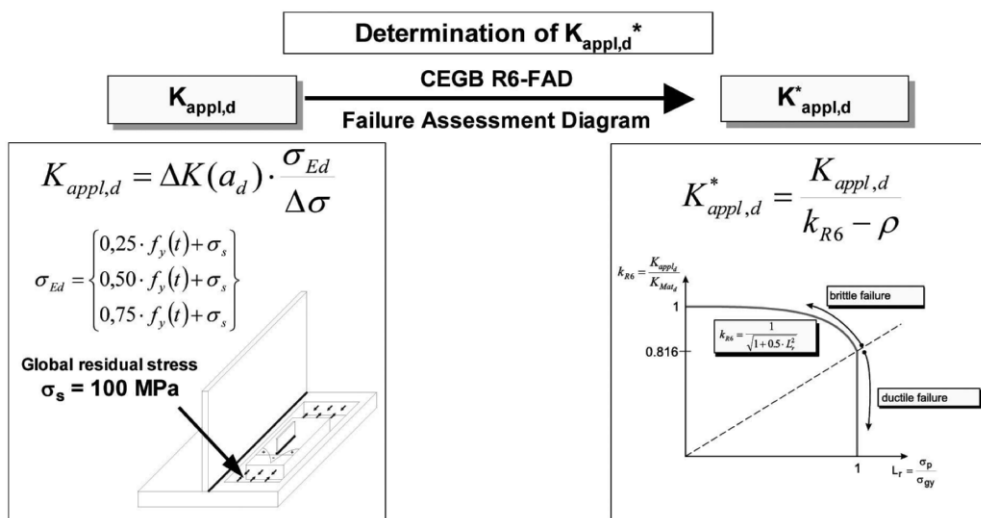 Determination of K_appl,d*
K_appl,d
CEGB R6-FAD
Failure Assessment Diagram
K*_appl,d
K_appl,d = ΔK(a_d) · σ_Ed / Δσ
σ_Ed = { 0,25 · f_y(t) + σ_s
0,50 · f_y(t) + σ_s
0,75 · f_y(t) + σ_s }
Global residual stress
σ_s = 100 MPa
K*_appl,d = K_appl,d / (k_R6 − ρ)
k_R6 = K_appl_d / K_Mat_d
brittle failure
1
k_R6 = 1 / √(1 + 0.5 · L_r²)
0.816
ductile failure
1
L_r = σ_p / σ_gy